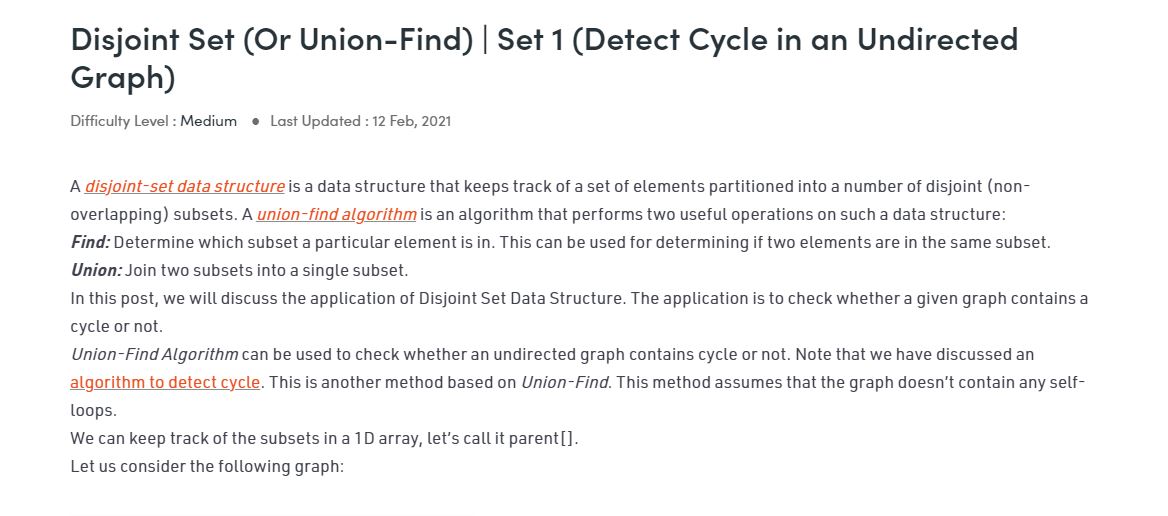 Disjoint Set (Or Union-Find) | Set 1 (Detect Cycle in an Undirected
Graph)
Difficulty Level : Medium ● Last Updated : 12 Feb, 2021
A disjoint-set data structure is a data structure that keeps track of a set of elements partitioned into a number of disjoint (non-
overlapping) subsets. A union-find algorithm is an algorithm that performs two useful operations on such a data structure:
Find: Determine which subset a particular element is in. This can be used for determining if two elements are in the same subset.
Union: Join two subsets into a single subset.
In this post, we will discuss the application of Disjoint Set Data Structure. The application is to check whether a given graph contains a
cycle or not.
Union-Find Algorithm can be used to check whether an undirected graph contains cycle or not. Note that we have discussed an
algorithm to detect cycle. This is another method based on Union-Find. This method assumes that the graph doesn’t contain any self-
loops.
We can keep track of the subsets in a 1D array, let’s call it parent[].
Let us consider the following graph: